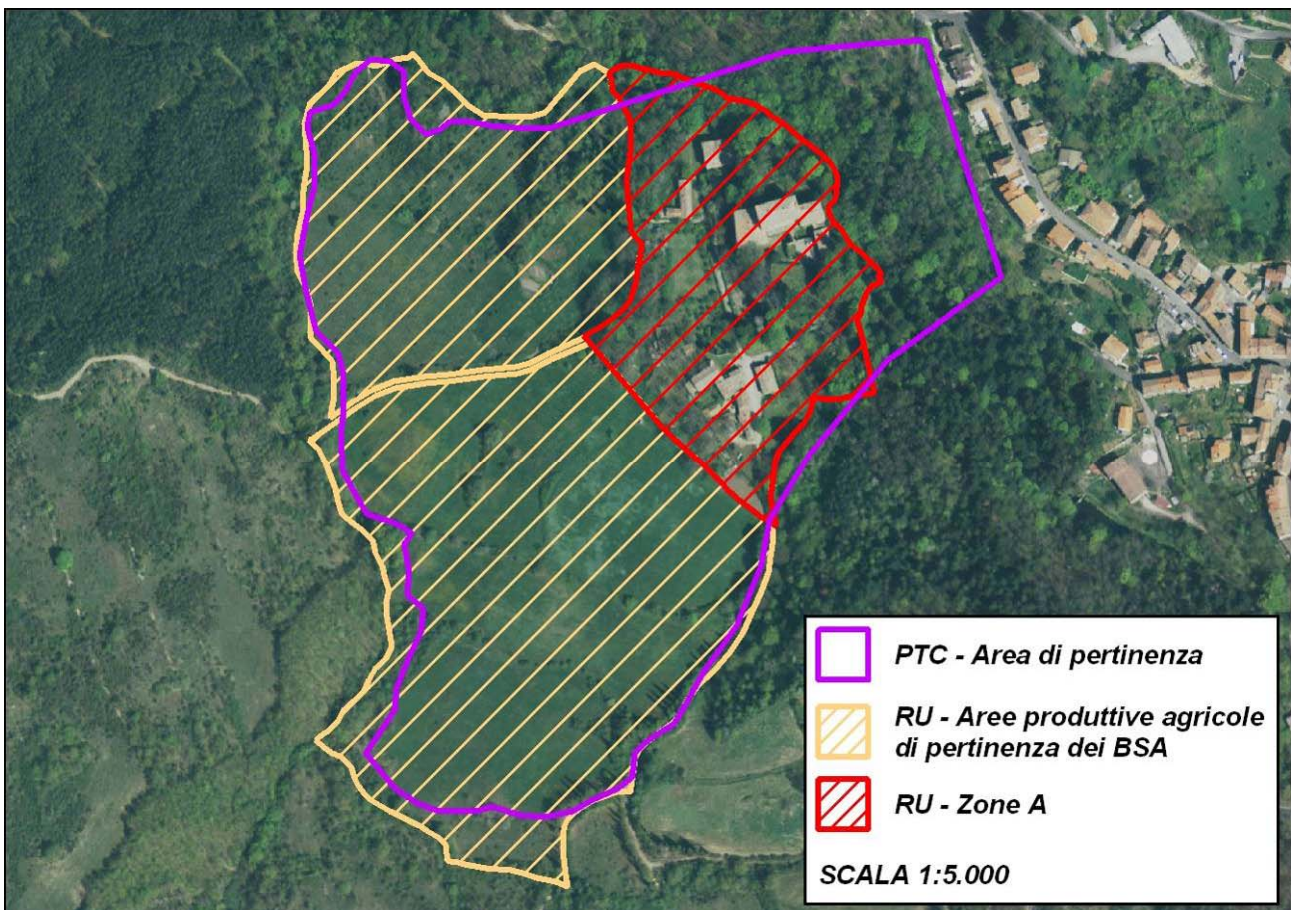 PTC - Area di pertinenza
RU - Aree produttive agricole
di pertinenza dei BSA
RU - Zone A
SCALA 1:5.000